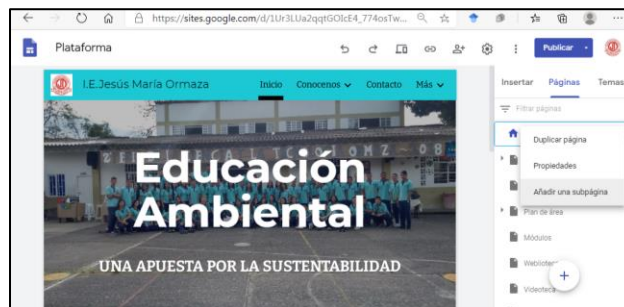 https://sites.google.com/d/1Ur3LUa2qqtGOIcE4_774osTw...
Plataforma
Publicar
I.E.Jesús María Ormaza
Inicio
Conocenos
Contacto
Más
Insertar
Páginas
Temas
Filtrar páginas
Duplicar página
Propiedades
Añadir una subpágina
Plan de área
Módulos
Videoteca
Educación
Ambiental
UNA APUESTA POR LA SUSTENTABILIDAD